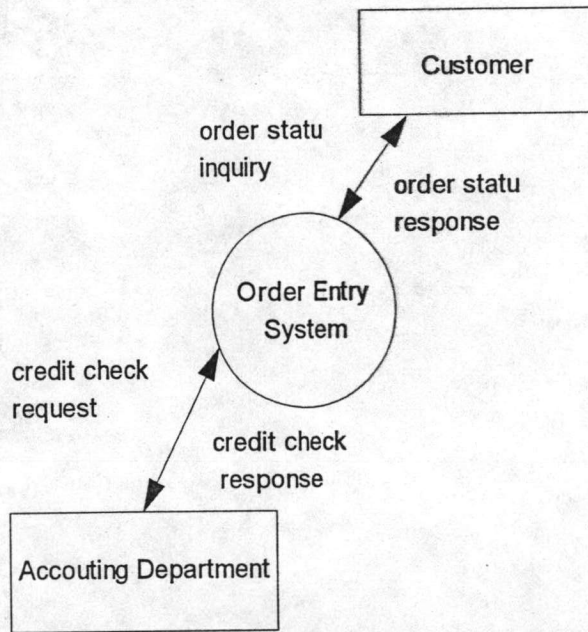 Customer
order statu
inquiry
order statu
response
Order Entry
System
credit check
request
credit check
response
Accouting Department